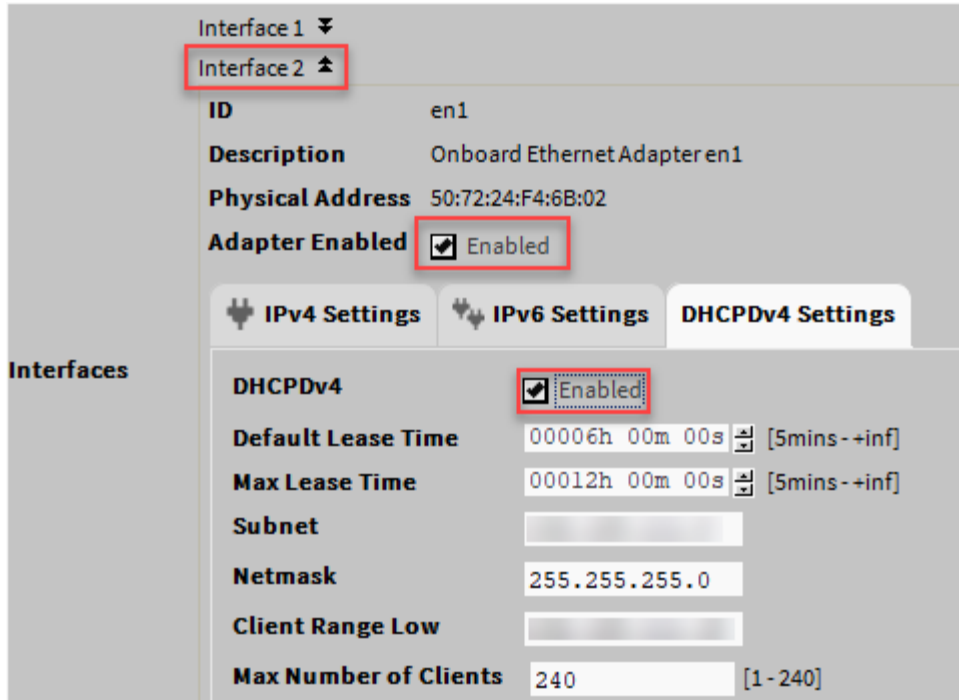 Interface 1
Interface 2
ID en1
Description Onboard Ethernet Adapter en1
Physical Address 50:72:24:F4:6B:02
Adapter Enabled Enabled
IPv4 Settings IPv6 Settings DHCPDv4 Settings
Interfaces
DHCPDv4 Enabled
Default Lease Time 00006h 00m 00s [5mins - +inf]
Max Lease Time 00012h 00m 00s [5mins - +inf]
Subnet
Netmask 255.255.255.0
Client Range Low
Max Number of Clients 240 [1 - 240]